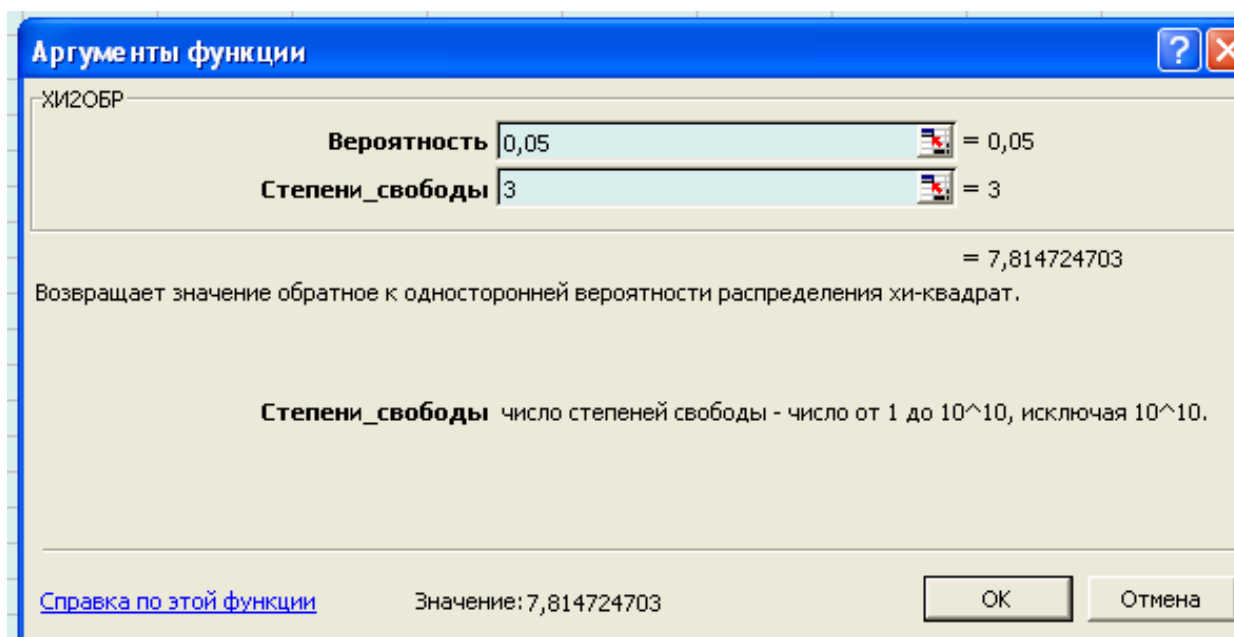 Аргументы функции
ХИ2ОБР
Вероятность 0,05 = 0,05
Степени_свободы 3 = 3
= 7,814724703
Возвращает значение обратное к односторонней вероятности распределения хи-квадрат.
Степени_свободы число степеней свободы - число от 1 до 10^10, исключая 10^10.
Справка по этой функции Значение: 7,814724703 ОК Отмена